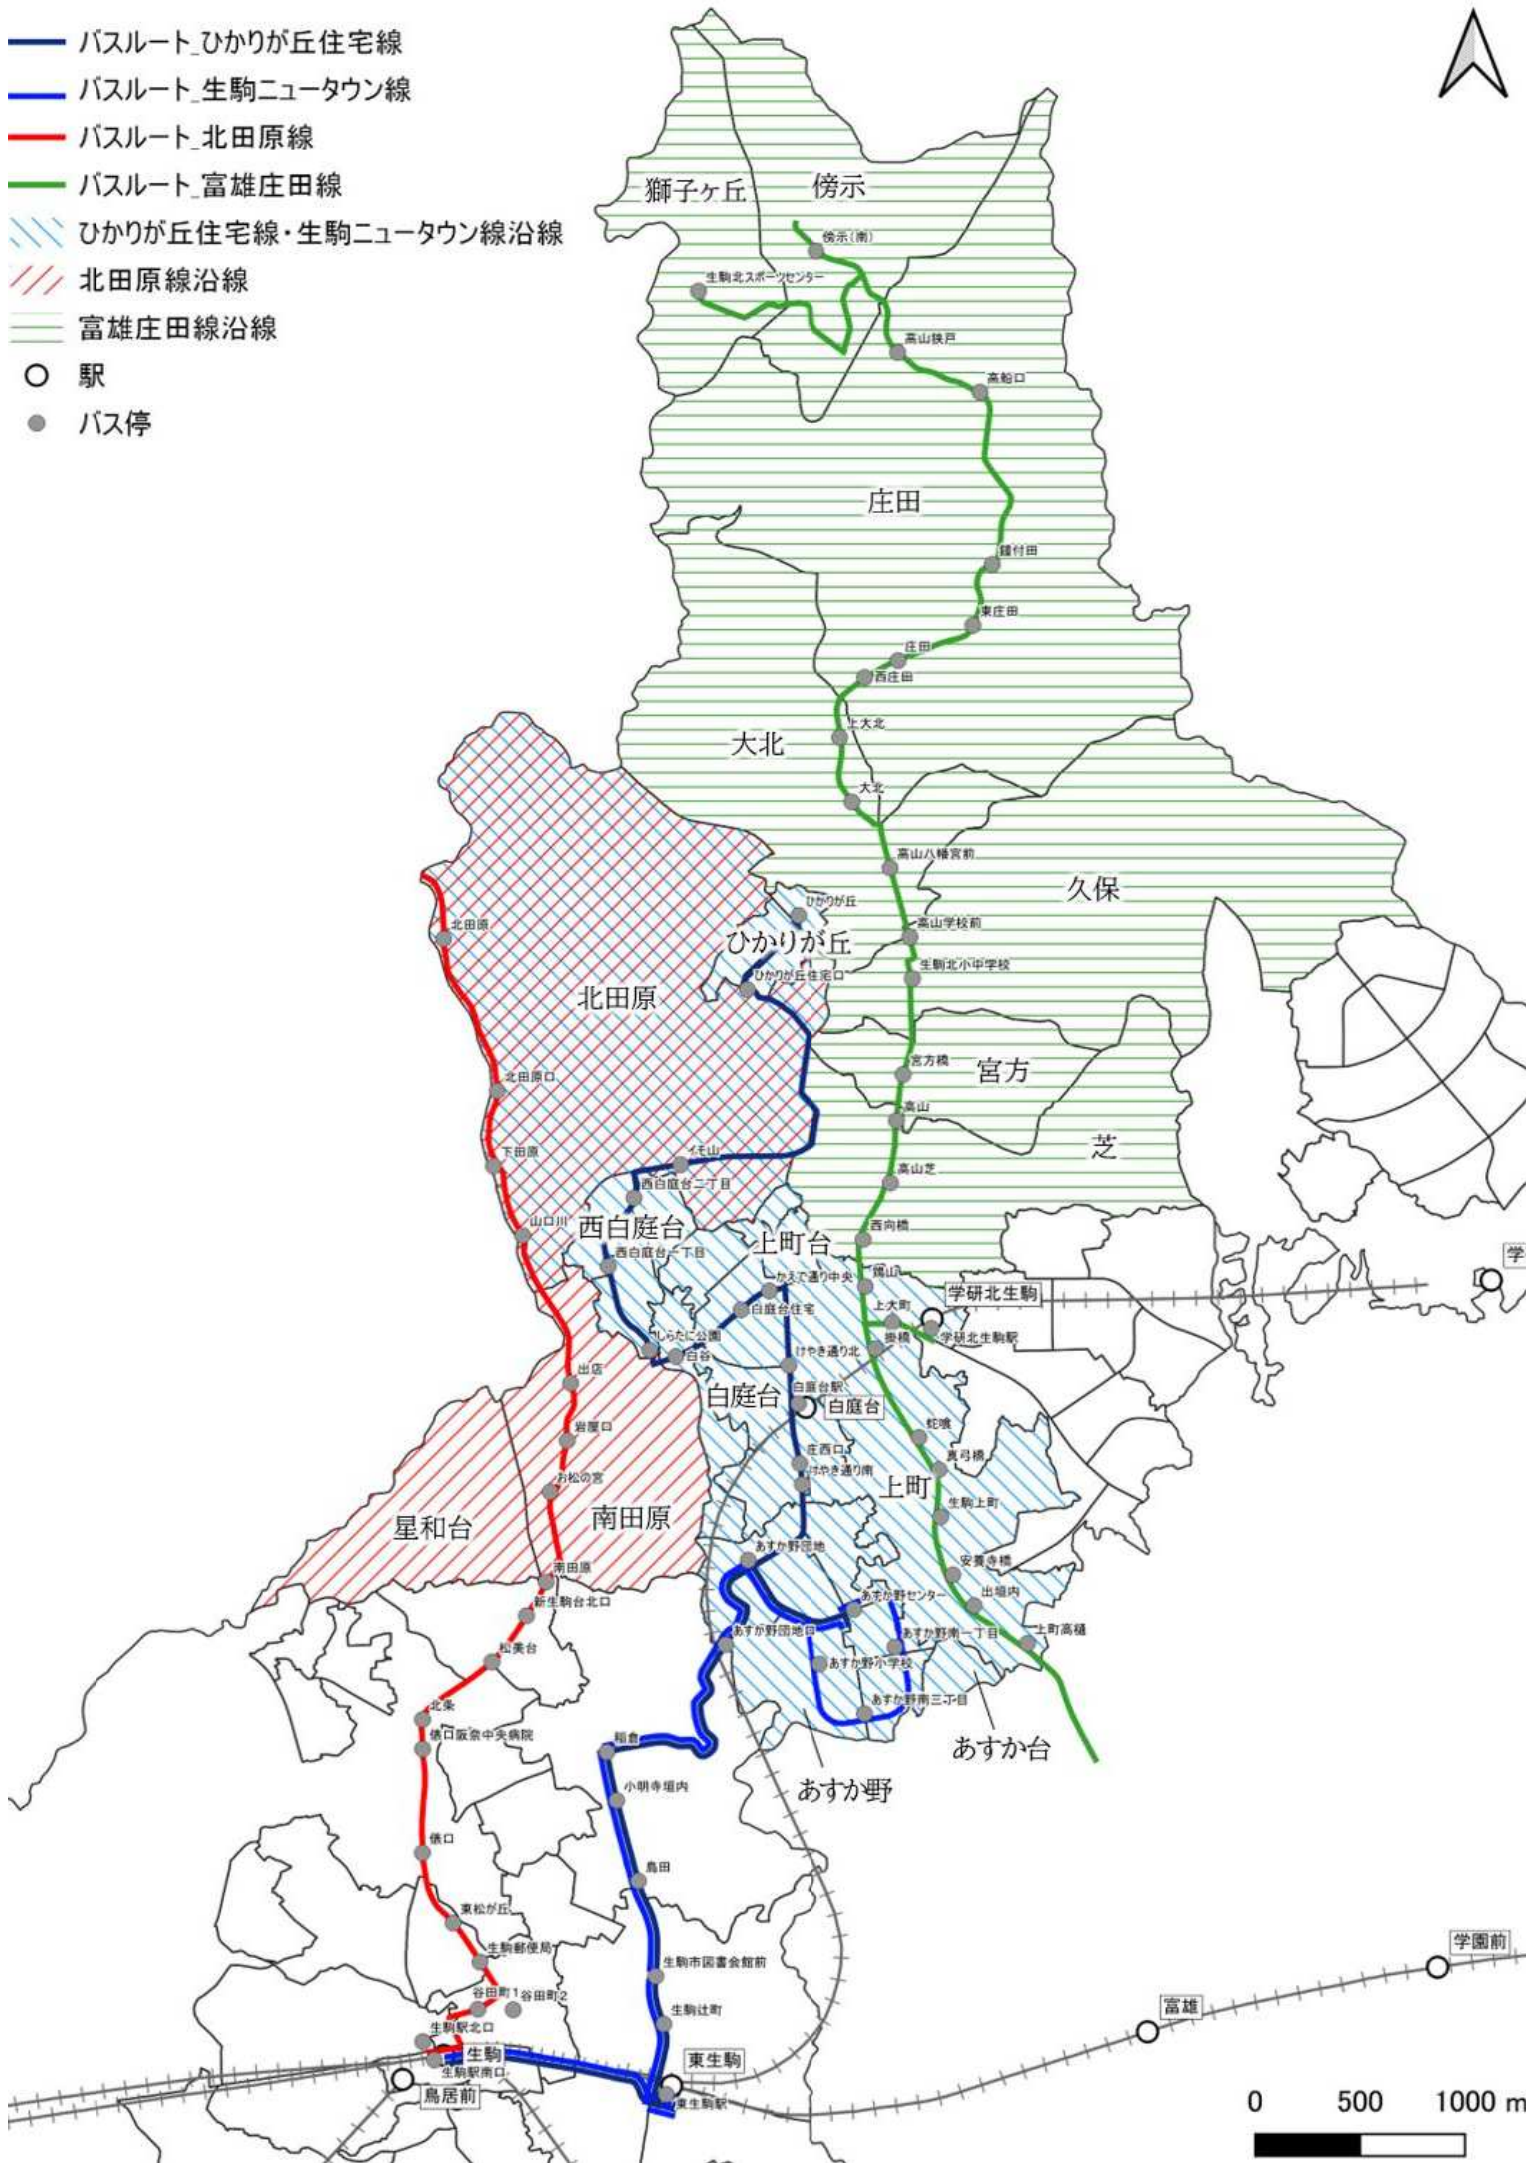 バスルート_ひかりが丘住宅線
バスルート_生駒ニュータウン線
バスルート_北田原線
バスルート_富雄庄田線
ひかりが丘住宅線・生駒ニュータウン線沿線
北田原線沿線
富雄庄田線沿線
駅
バス停
獅子ヶ丘
傍示
傍示(南)
生駒北スポーツセンター
高山狭戸
高船口
庄田
鐘付田
東庄田
庄田
西庄田
上大北
大北
大北
高山八幡宮前
久保
ひかりが丘
高山学校前
北田原
ひかりが丘
生駒北小中学校
ひかりが丘住宅口
北田原
宮方橋
宮方
北田原口
高山
芝
イモ山
下田原
高山芝
西白庭台二丁目
山口川
西白庭台
西向橋
上町台
西白庭台一丁目
学
かえで通り中央
鶴山
学研北生駒
白庭台住宅
上大町
しらたに公園
掛橋
学研北生駒駅
白谷
けやき通り北
出店
白庭台駅
白庭台
白庭台
岩屋口
蛇喰
庄西口
真弓橋
けやき通り南
お松の宮
上町
星和台
南田原
生駒上町
あすか野団地
南田原
安養寺橋
新生駒台北口
あすか野センター
出垣内
あすか野団地口
あすか野南一丁目
上町高樋
松美台
あすか野小学校
北条
あすか野南三丁目
俵口阪奈中央病院
稲倉
あすか台
小明寺垣内
あすか野
俵口
島田
東松が丘
学園前
生駒郵便局
生駒市図書会館前
谷田町1
谷田町2
富雄
生駒辻町
生駒駅北口
生駒
東生駒
生駒駅南口
鳥居前
東生駒駅
0 500 1000 m